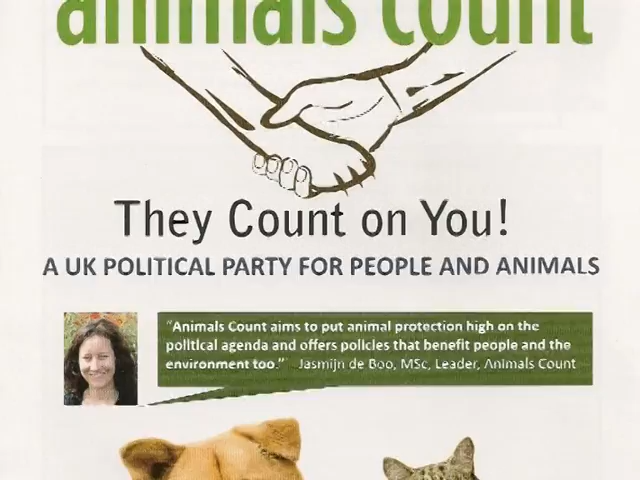 animals count
They Count on You!
A UK POLITICAL PARTY FOR PEOPLE AND ANIMALS
"Animals Count aims to put animal protection high on the
political agenda and offers policies that benefit people and the
environment too." Jasmijn de Boo, MSc, Leader, Animals Count